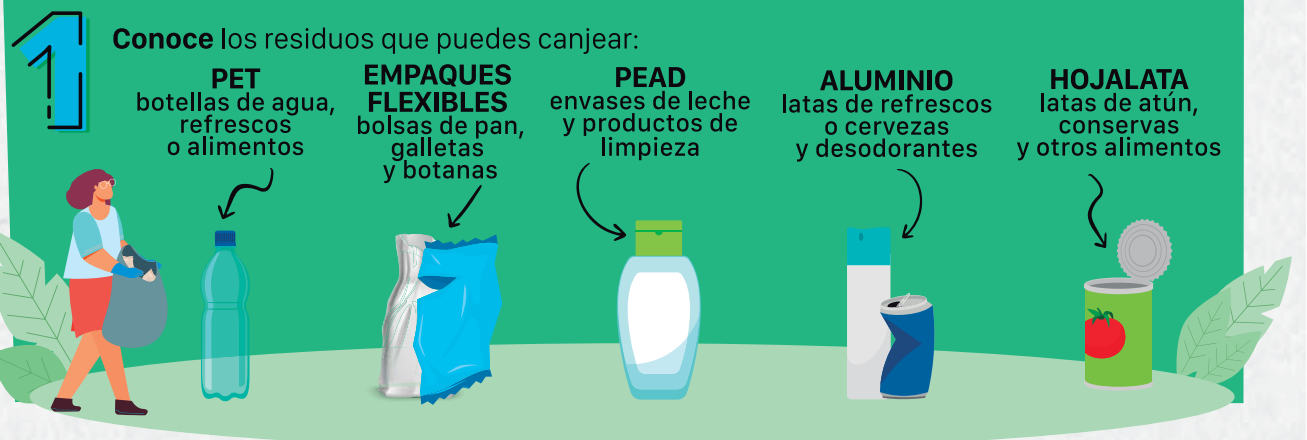 1
Conoce los residuos que puedes canjear:
PET
botellas de agua,
refrescos
o alimentos
EMPAQUES
FLEXIBLES
bolsas de pan,
galletas
y botanas
PEAD
envases de leche
y productos de
limpieza
ALUMINIO
latas de refrescos
o cervezas
y desodorantes
HOJALATA
latas de atún,
conservas
y otros alimentos